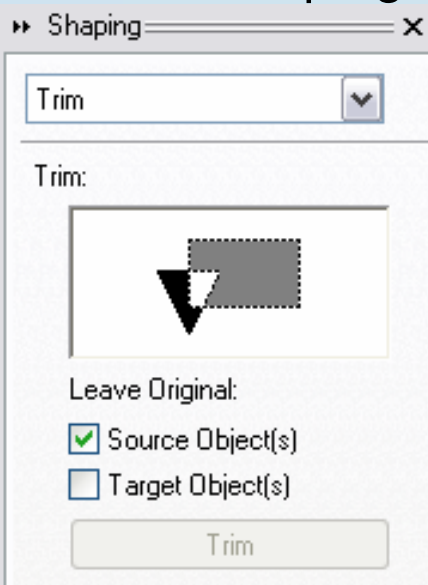 Shaping
Trim
Trim:
Leave Original:
Source Object(s)
Target Object(s)
Trim